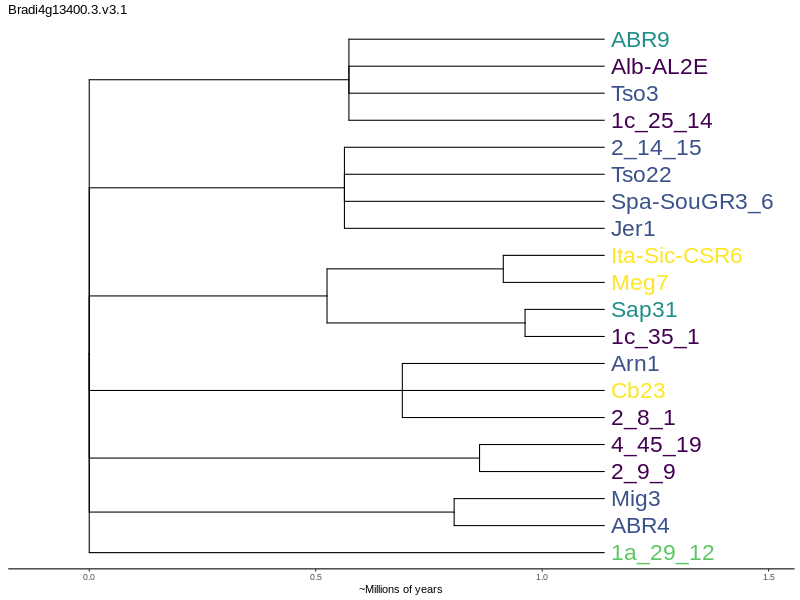 Bradi4g13400.3.v3.1
ABR9
Alb-AL2E
Tso3
1c_25_14
2_14_15
Tso22
Spa-SouGR3_6
Jer1
Ita-Sic-CSR6
Meg7
Sap31
1c_35_1
Arn1
Cb23
2_8_1
4_45_19
2_9_9
Mig3
ABR4
1a_29_12
0.0 0.5 1.0 1.5
~Millions of years